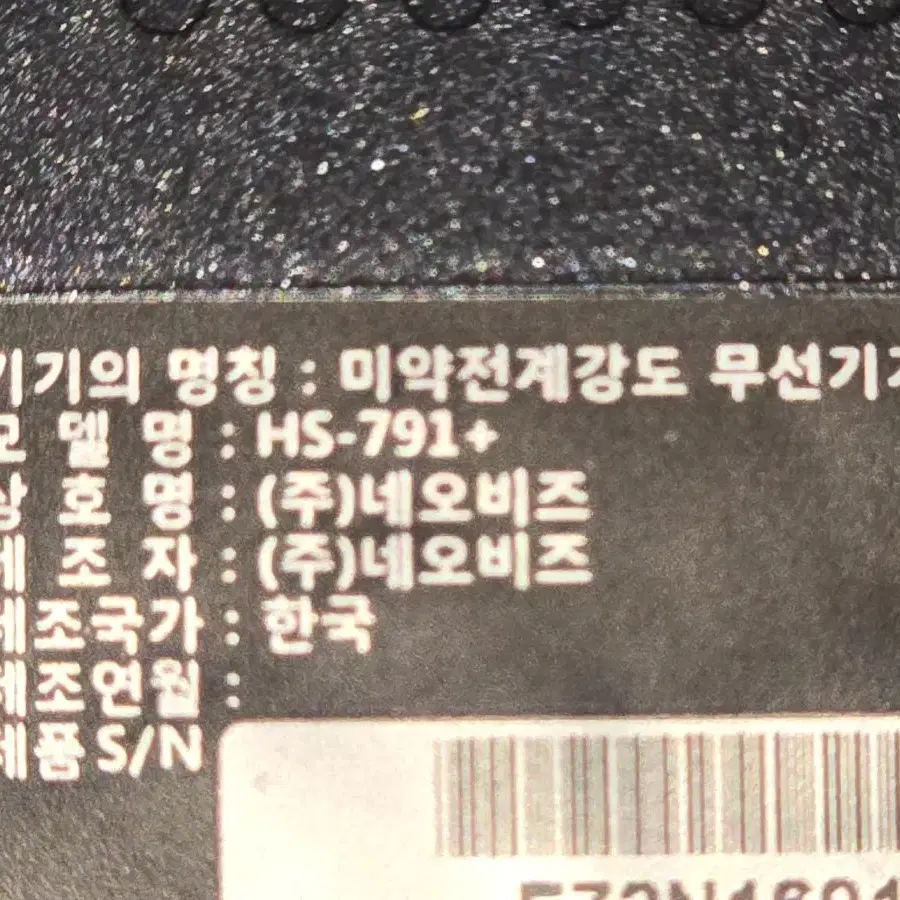 기기의 명칭 : 미약전계강도 무선기기
모 델 명 : HS-791+
상 호 명 : (주)네오비즈
제 조 자 : (주)네오비즈
제조국가 : 한국
제조연월 :
제품S/N